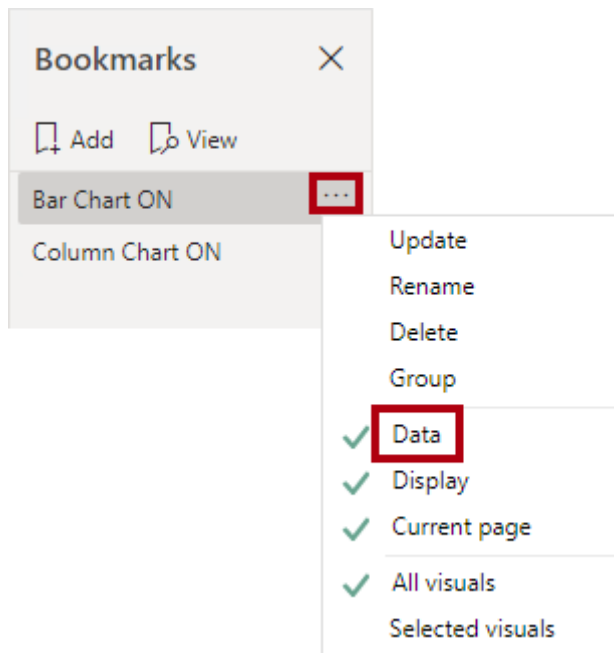 Bookmarks
Add View
Bar Chart ON ...
Column Chart ON
Update
Rename
Delete
Group
Data
Display
Current page
All visuals
Selected visuals